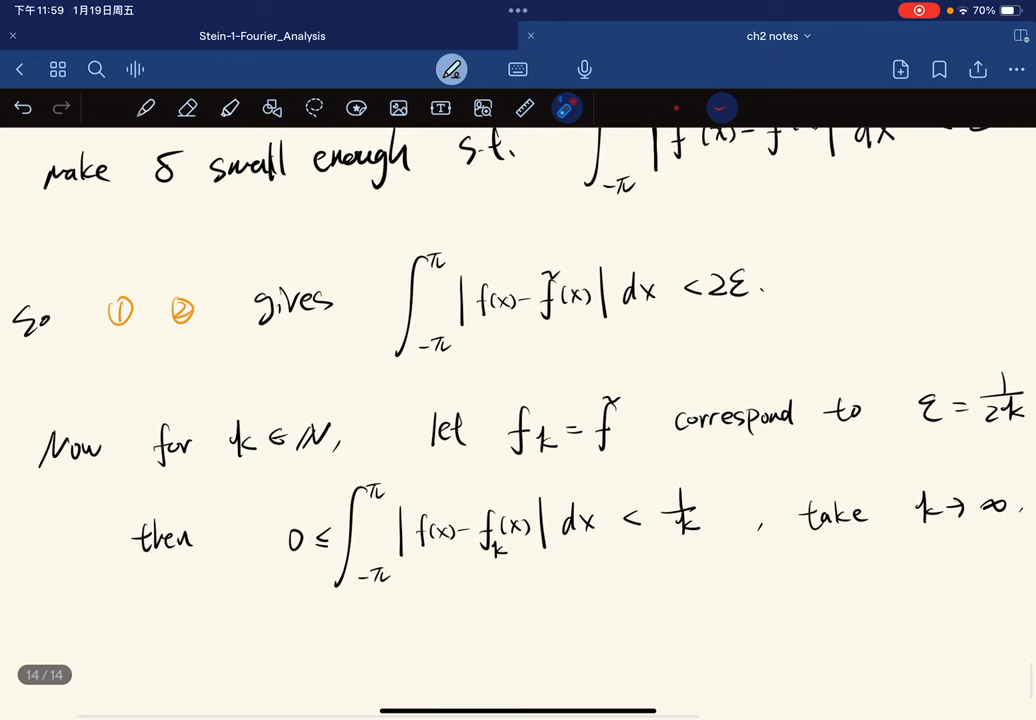 下午11:59 1月19日周五
70%
Stein-1-Fourier_Analysis
ch2 notes
make δ small enough s.t. ∫_{-π} |f(x)- f (x)| dx
So ① ② gives ∫_{-π}^{π} |f(x)- f̃(x)| dx <2ε.
Now for k∈ℕ, let f_k = f̃ correspond to ε = 1/2k
then 0 ≤ ∫_{-π}^{π} |f(x)- f_k(x)| dx < 1/k , take k→∞.
14 / 14